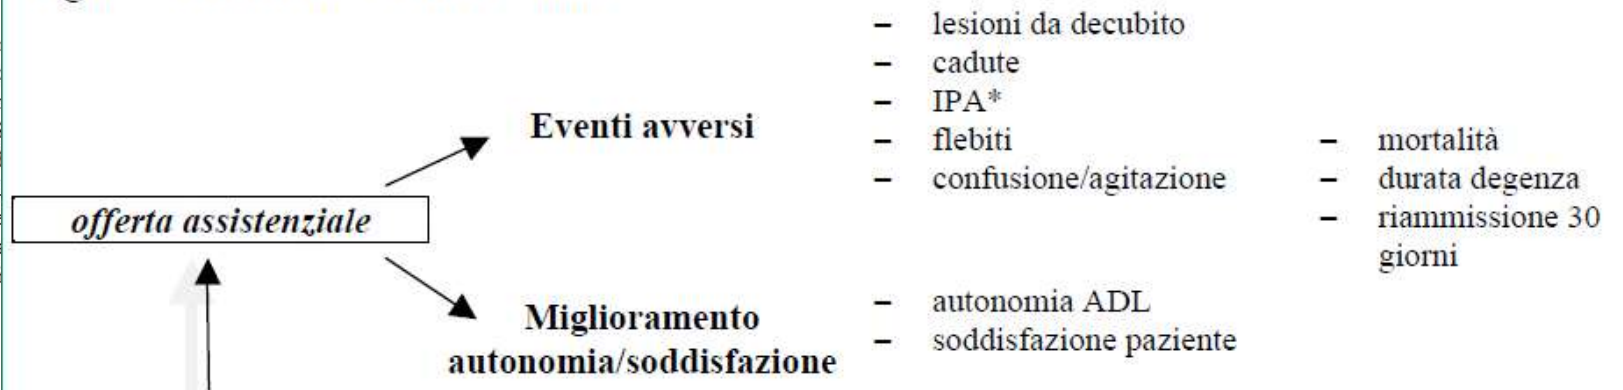 – lesioni da decubito
– cadute
– IPA*
– flebiti
– confusione/agitazione
Eventi avversi
– mortalità
– durata degenza
– riammissione 30
giorni
offerta assistenziale
Miglioramento
autonomia/soddisfazione
– autonomia ADL
– soddisfazione paziente